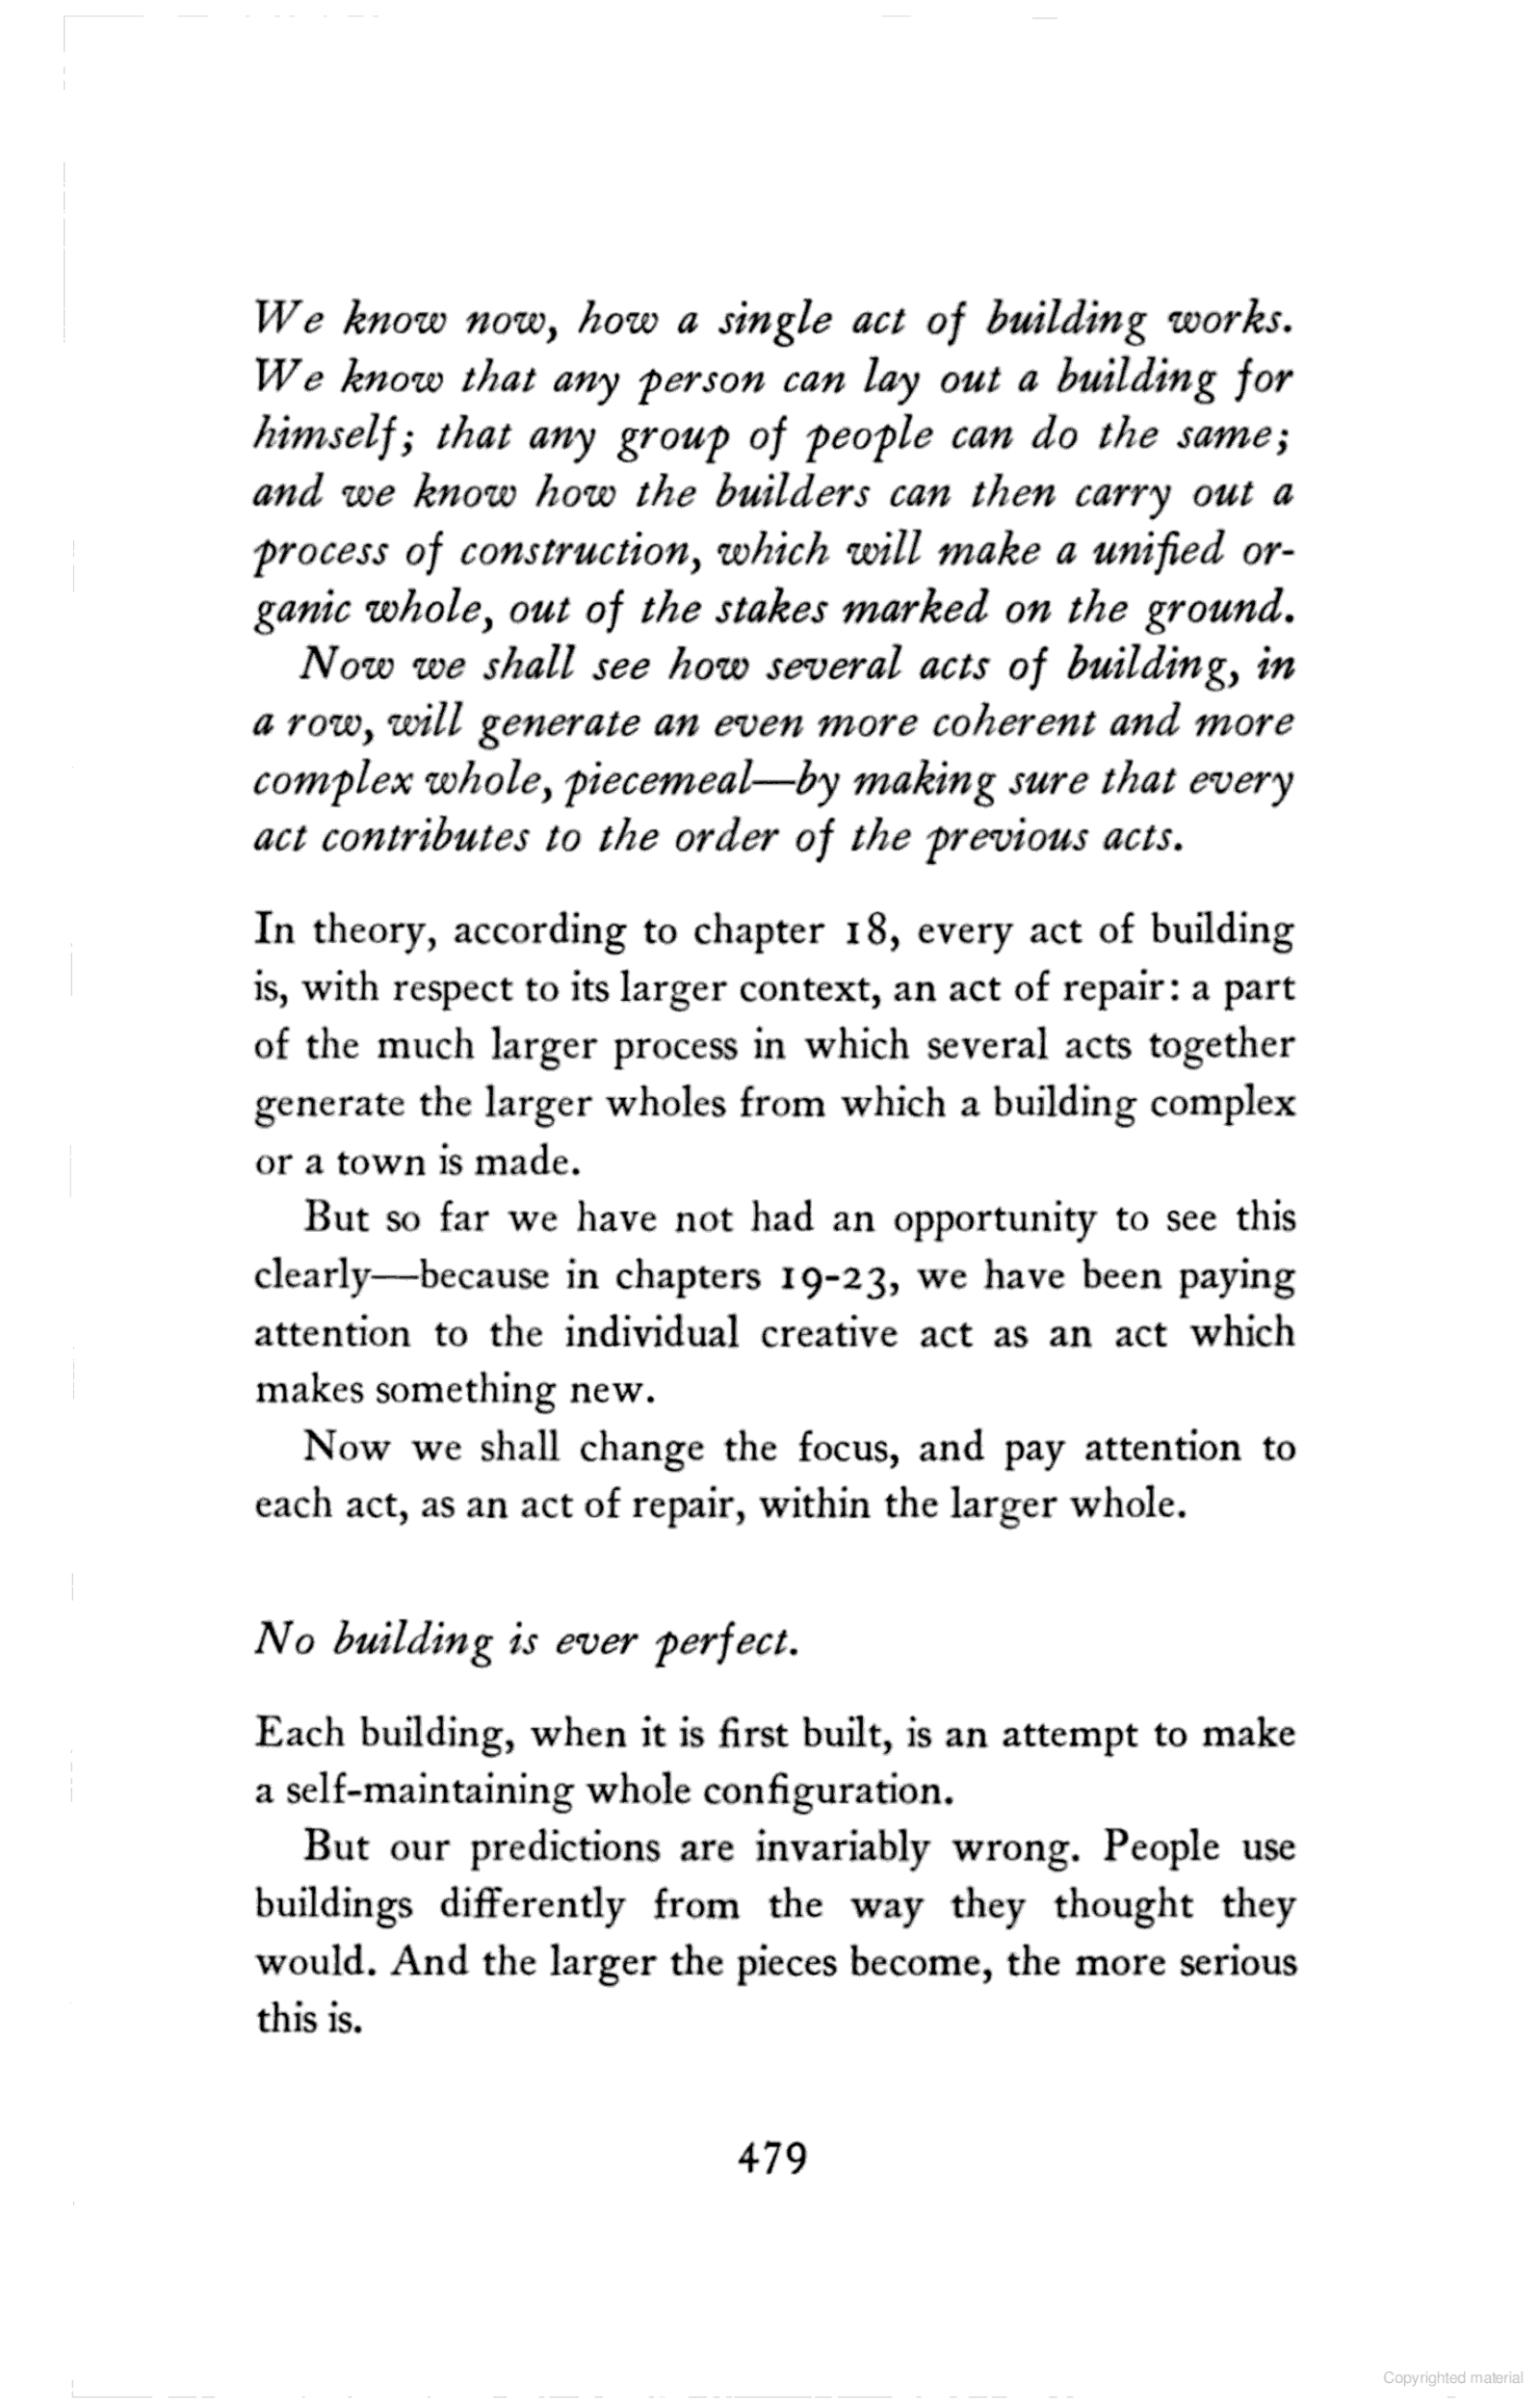 We know now, how a single act of building works.
We know that any person can lay out a building for
himself; that any group of people can do the same;
and we know how the builders can then carry out a
process of construction, which will make a unified or-
ganic whole, out of the stakes marked on the ground.
Now we shall see how several acts of building, in
a row, will generate an even more coherent and more
complex whole, piecemeal—by making sure that every
act contributes to the order of the previous acts.
In theory, according to chapter 18, every act of building
is, with respect to its larger context, an act of repair: a part
of the much larger process in which several acts together
generate the larger wholes from which a building complex
or a town is made.
But so far we have not had an opportunity to see this
clearly—because in chapters 19-23, we have been paying
attention to the individual creative act as an act which
makes something new.
Now we shall change the focus, and pay attention to
each act, as an act of repair, within the larger whole.
No building is ever perfect.
Each building, when it is first built, is an attempt to make
a self-maintaining whole configuration.
But our predictions are invariably wrong. People use
buildings differently from the way they thought they
would. And the larger the pieces become, the more serious
this is.
479
Copyrighted material